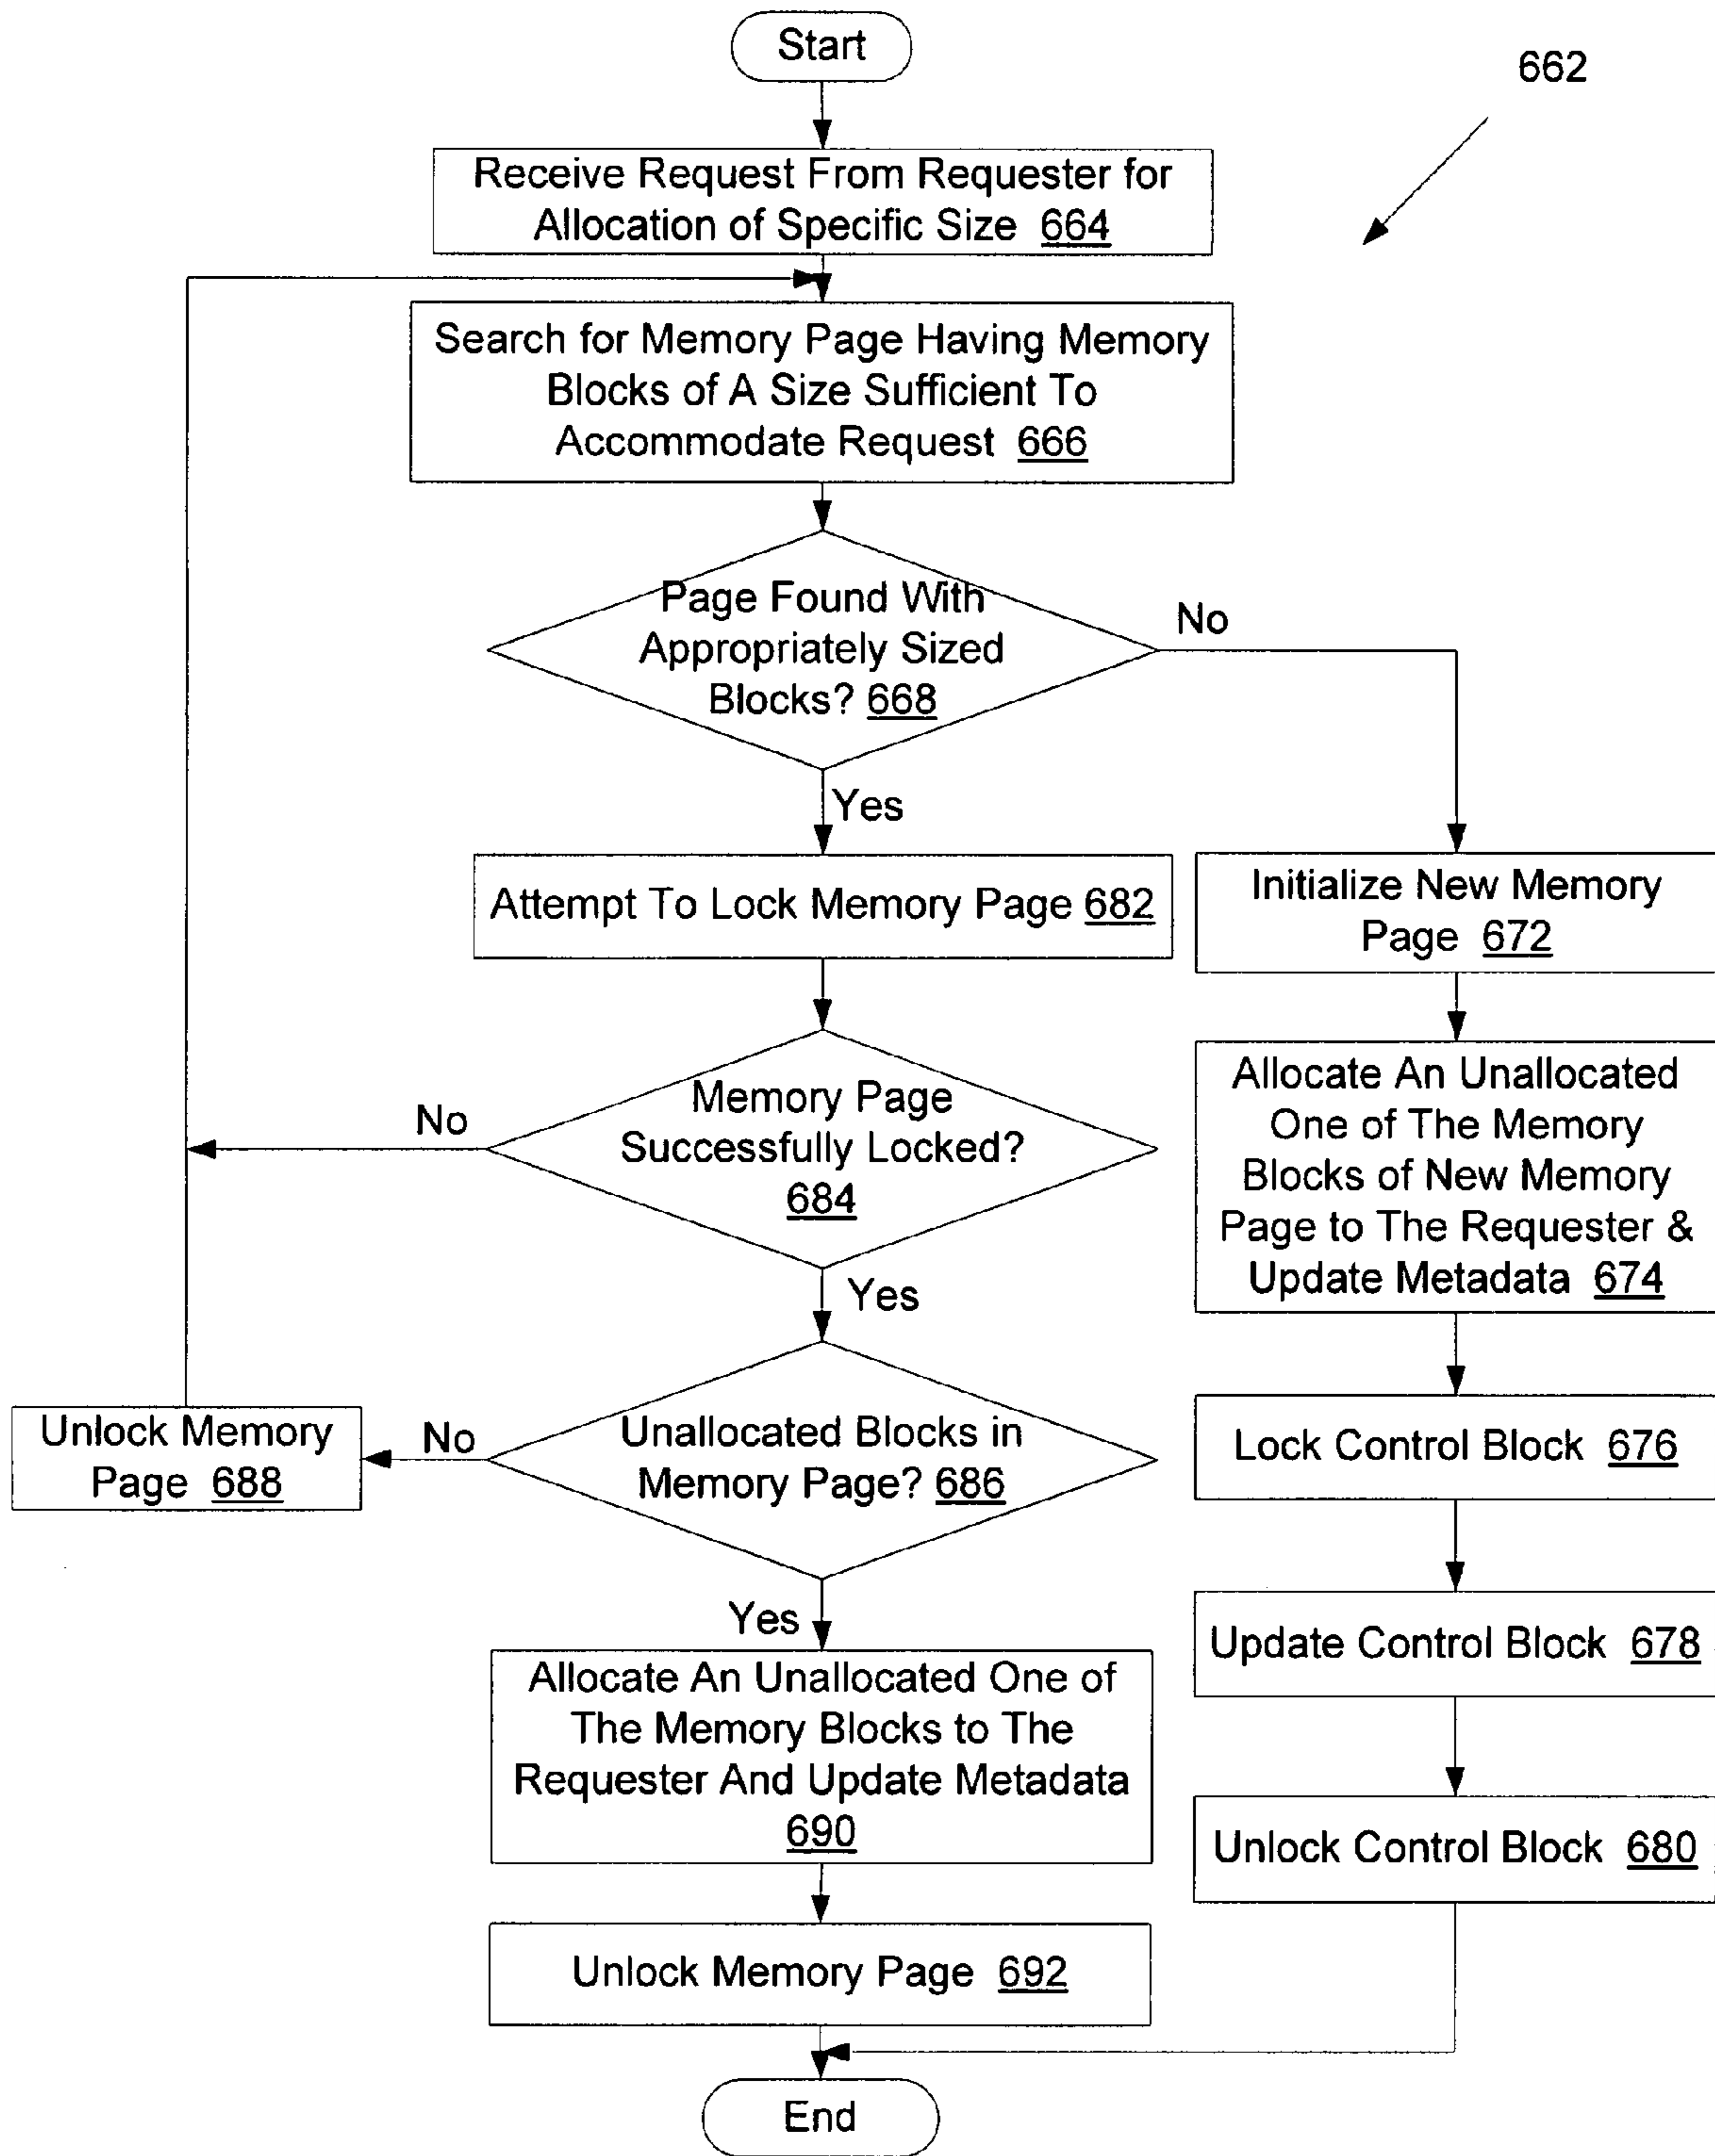 Start
662
Receive Request From Requester for
Allocation of Specific Size 664
Search for Memory Page Having Memory
Blocks of A Size Sufficient To
Accommodate Request 666
Page Found With
Appropriately Sized
Blocks? 668
No
Yes
Attempt To Lock Memory Page 682
Initialize New Memory
Page 672
Memory Page
Successfully Locked?
684
No
Yes
Allocate An Unallocated
One of The Memory
Blocks of New Memory
Page to The Requester &
Update Metadata 674
Unallocated Blocks in
Memory Page? 686
No
Unlock Memory
Page 688
Yes
Lock Control Block 676
Allocate An Unallocated One of
The Memory Blocks to The
Requester And Update Metadata
690
Update Control Block 678
Unlock Control Block 680
Unlock Memory Page 692
End